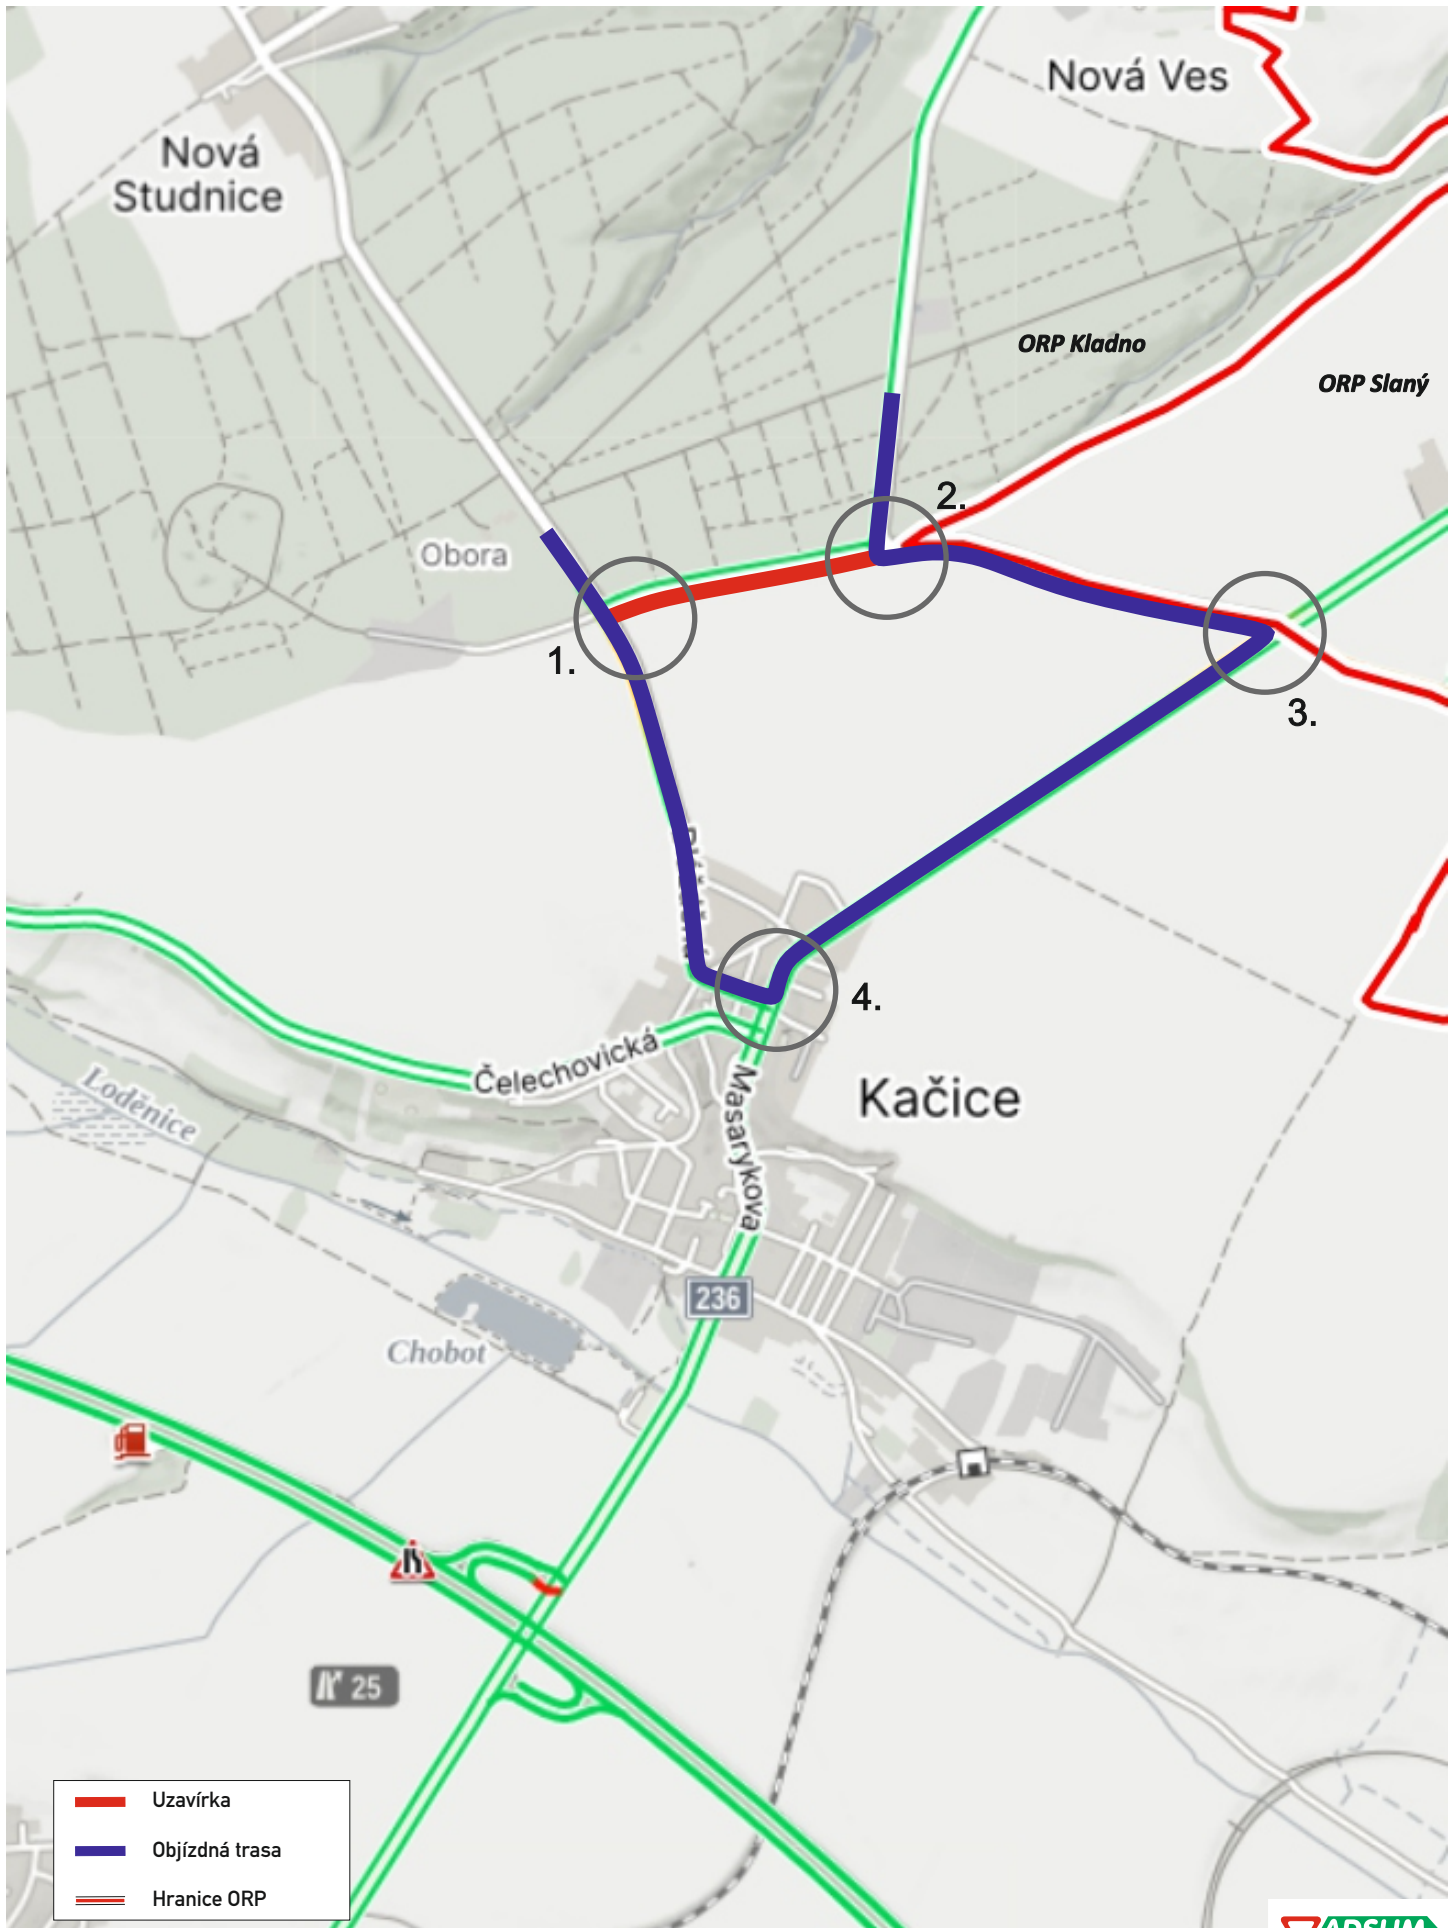 Nová Ves
Nová
Studnice
ORP Kladno
ORP Slaný
2.
Obora
1.
3.
4.
Čelechovická
Loděnice
Masarykova
Kačice
236
Chobot
25
Uzavírka
Objízdná trasa
Hranice ORP